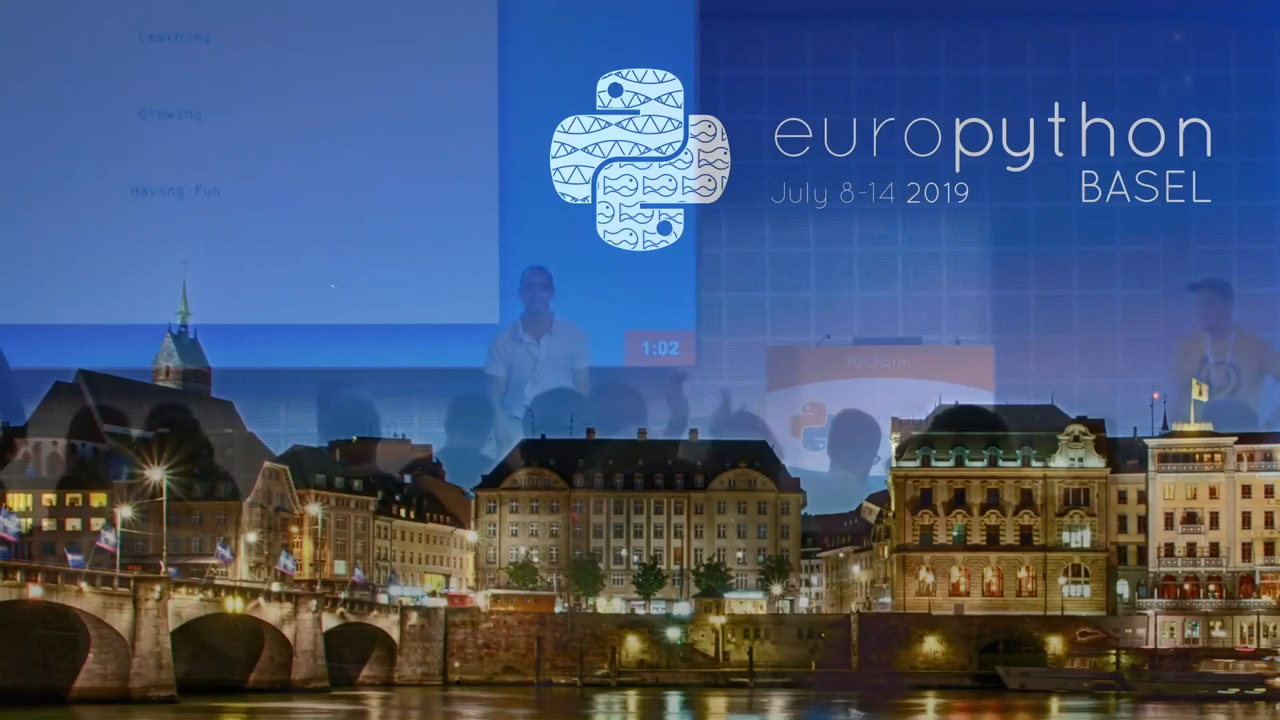 Learning
Growing
Having Fun
europython
July 8-14 2019 BASEL
1:02
PyCharm